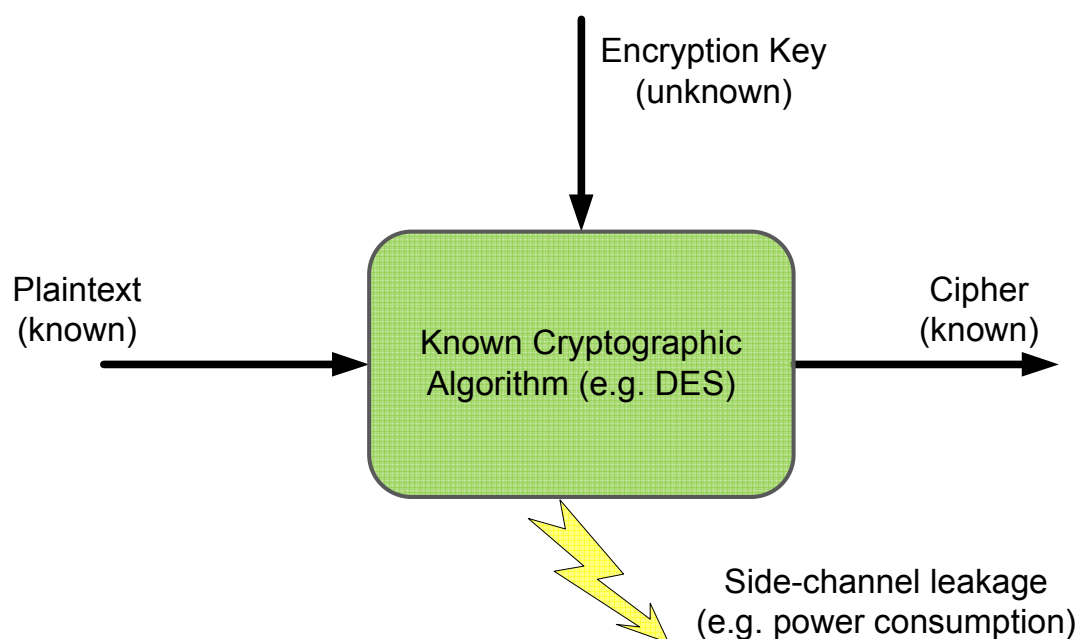 Encryption Key
(unknown)
Plaintext
(known)
Cipher
(known)
Known Cryptographic
Algorithm (e.g. DES)
Side-channel leakage
(e.g. power consumption)